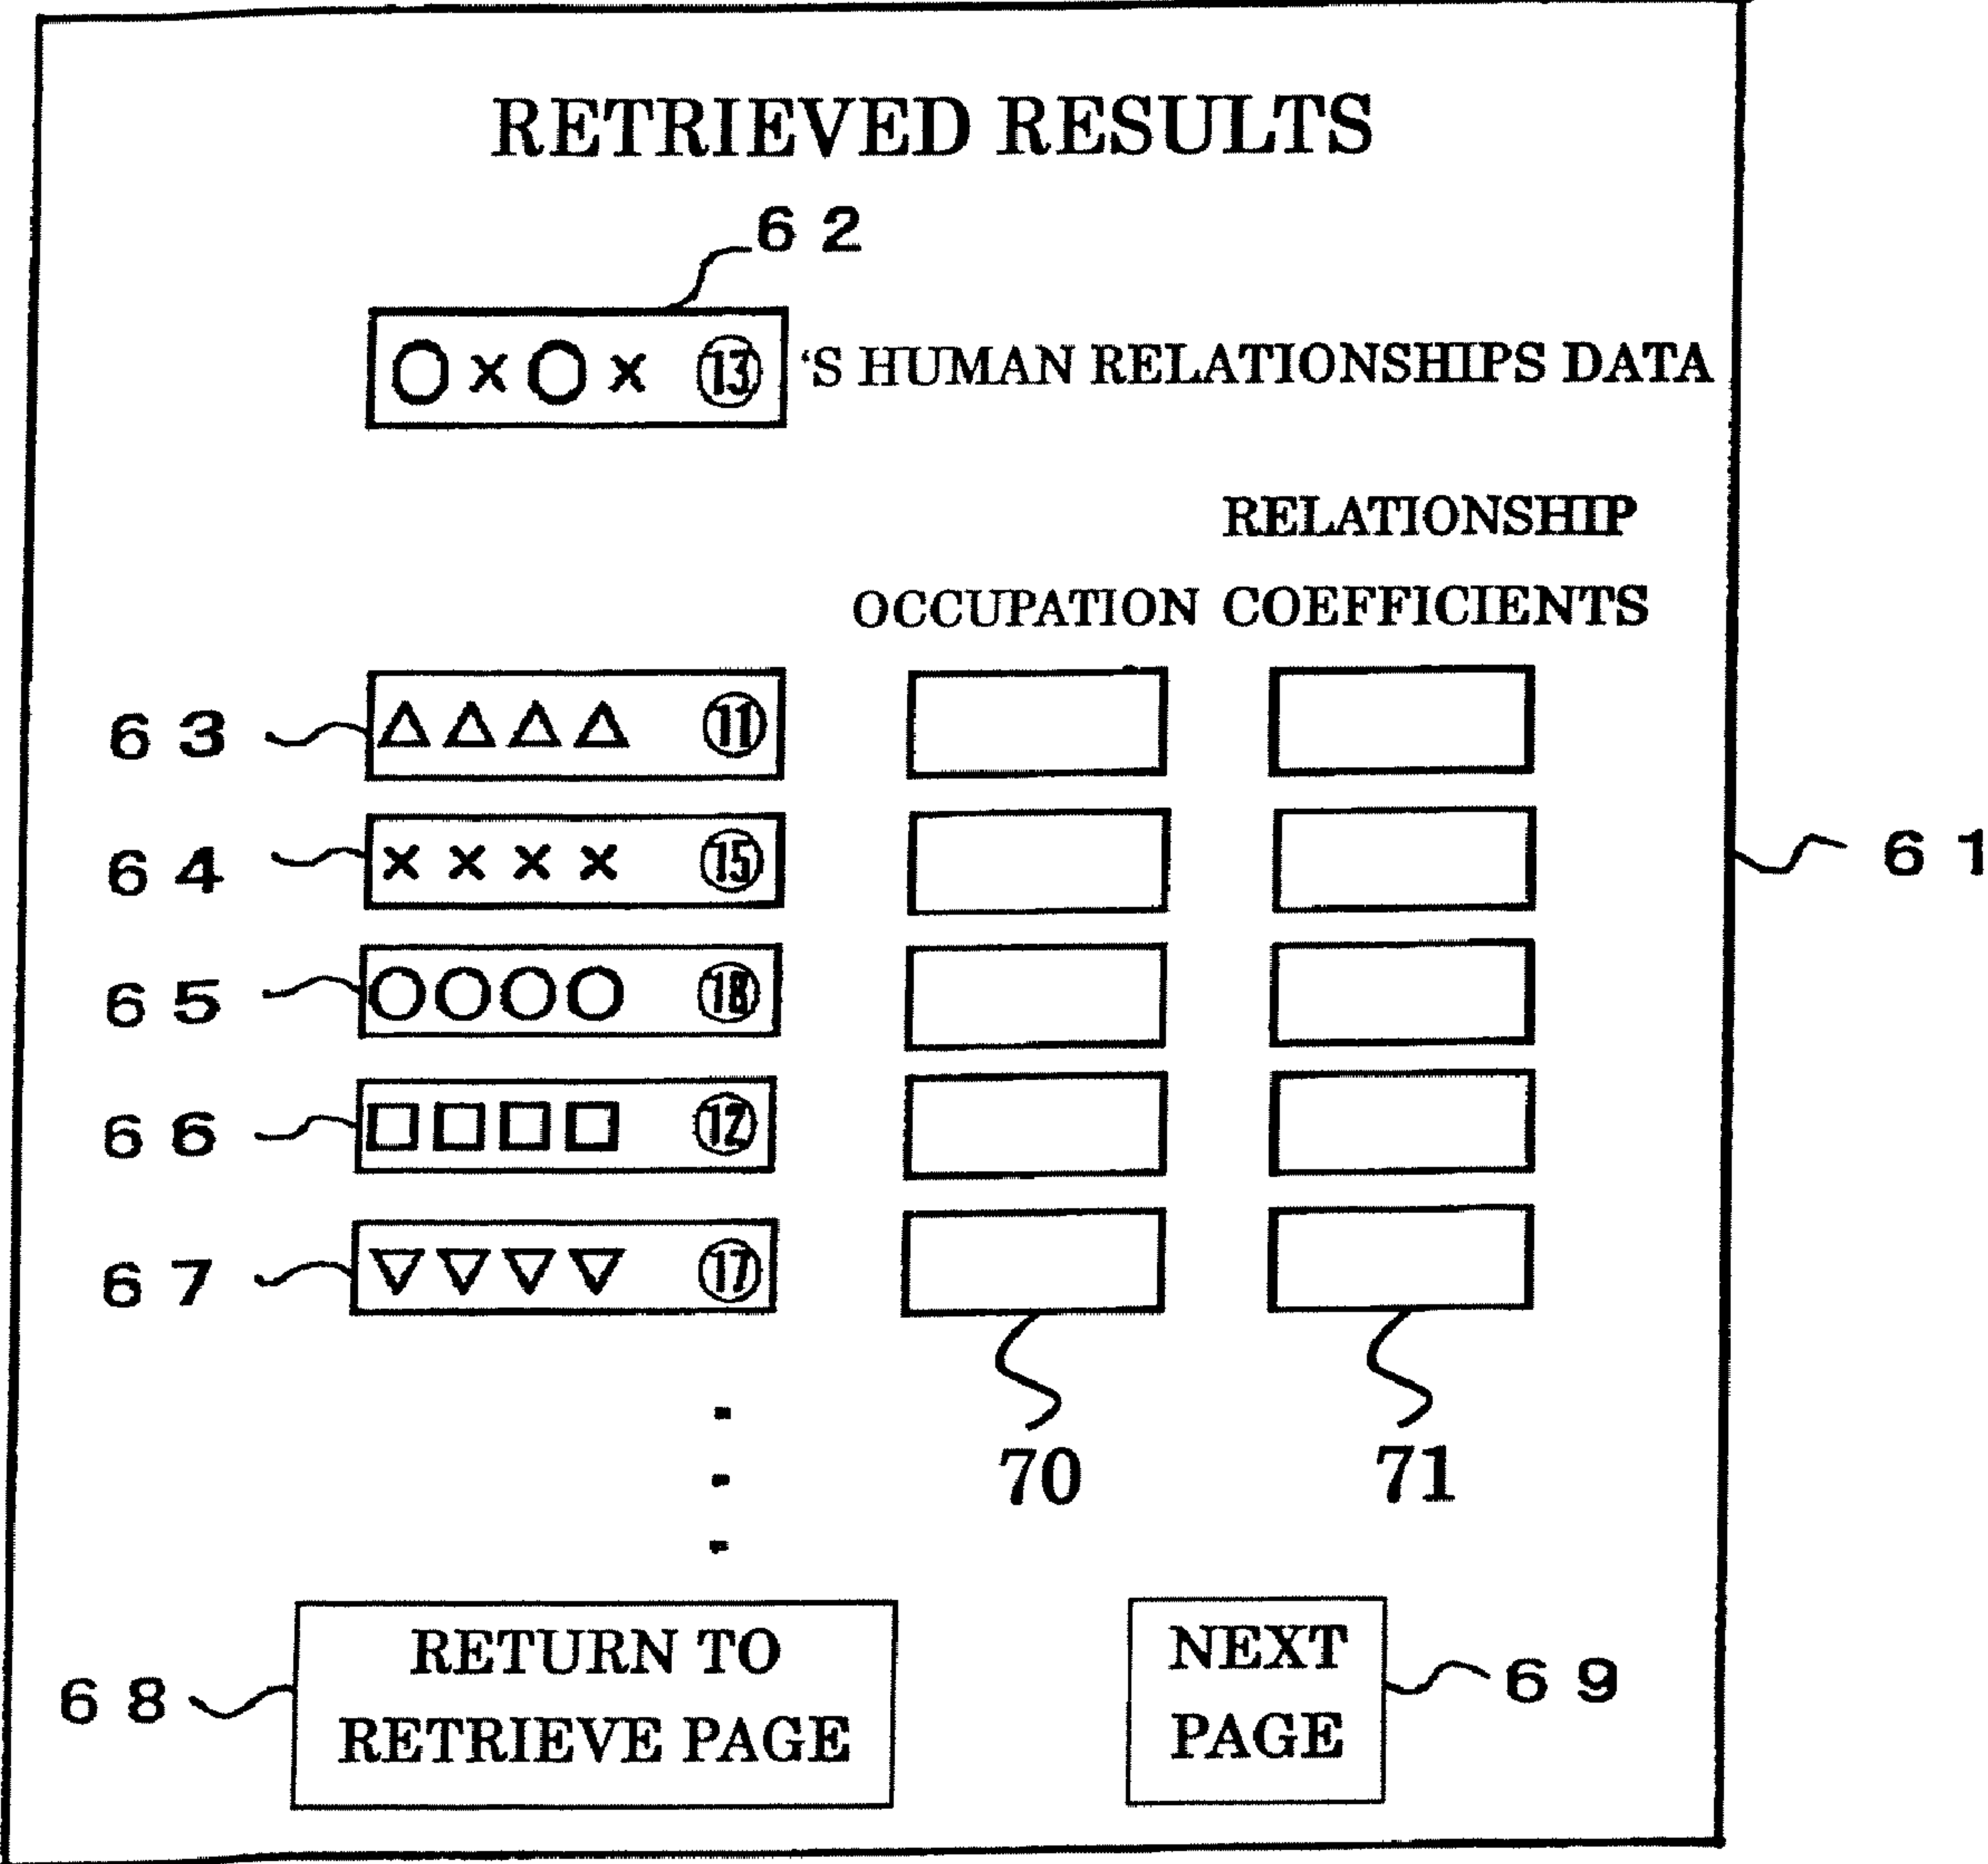 RETRIEVED RESULTS
62
○×○× ⑬ 'S HUMAN RELATIONSHIPS DATA
RELATIONSHIP
OCCUPATION COEFFICIENTS
63 △△△△ ⑪
64 ×××× ⑮
61
65 ○○○○ ⑱
66 □□□□ ⑫
67 ▽▽▽▽ ⑰
70 71
68 RETURN TO
RETRIEVE PAGE
NEXT
PAGE
69